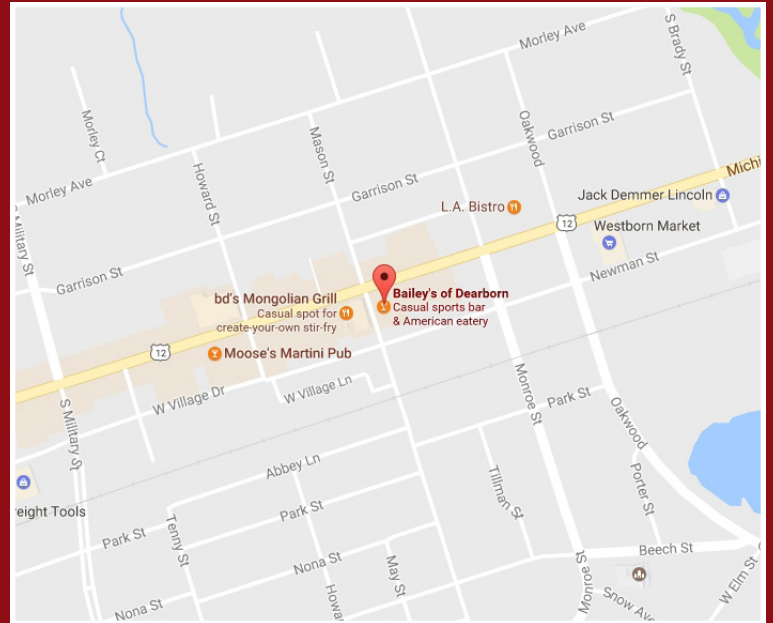 Morley Ave
S Brady St
Oakwood
Garrison St
Morley Ct
Mason St
Howard St
Michi
Garrison St
Jack Demmer Lincoln
Morley Ave
L.A. Bistro
12
Westborn Market
S Military St
Newman St
Garrison St
Bailey's of Dearborn
Casual sports bar
& American eatery
bd's Mongolian Grill
Casual spot for
create-your-own stir-fry
12
Moose's Martini Pub
W Village Dr
W Village Ln
Monroe St
Park St
S Military St
Oakwood
Abbey Ln
Tillman St
Porter St
eight Tools
Park St
Park St
Tenny St
Nona St
May St
Beech St
Monroe St
W Elm St
Nona St
Howa
Snow Ave